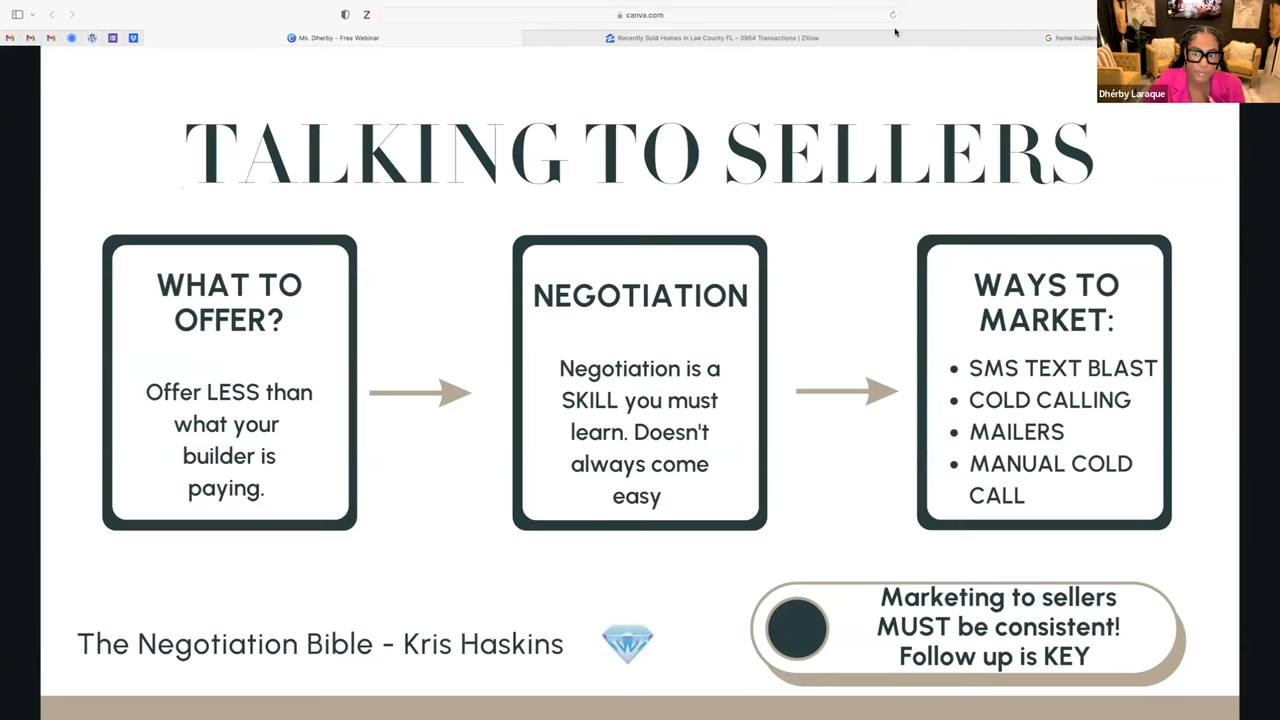 canva.com
Ms. Dherby - Free Webinar
Recently Sold Homes in Lee County FL - 3954 Transactions | Zillow
home builders
Dhérby Laraque
TALKING TO SELLERS
WHAT TO
OFFER?
Offer LESS than
what your
builder is
paying.
NEGOTIATION
Negotiation is a
SKILL you must
learn. Doesn't
always come
easy
WAYS TO
MARKET:
• SMS TEXT BLAST
• COLD CALLING
• MAILERS
• MANUAL COLD
CALL
The Negotiation Bible - Kris Haskins
Marketing to sellers
MUST be consistent!
Follow up is KEY